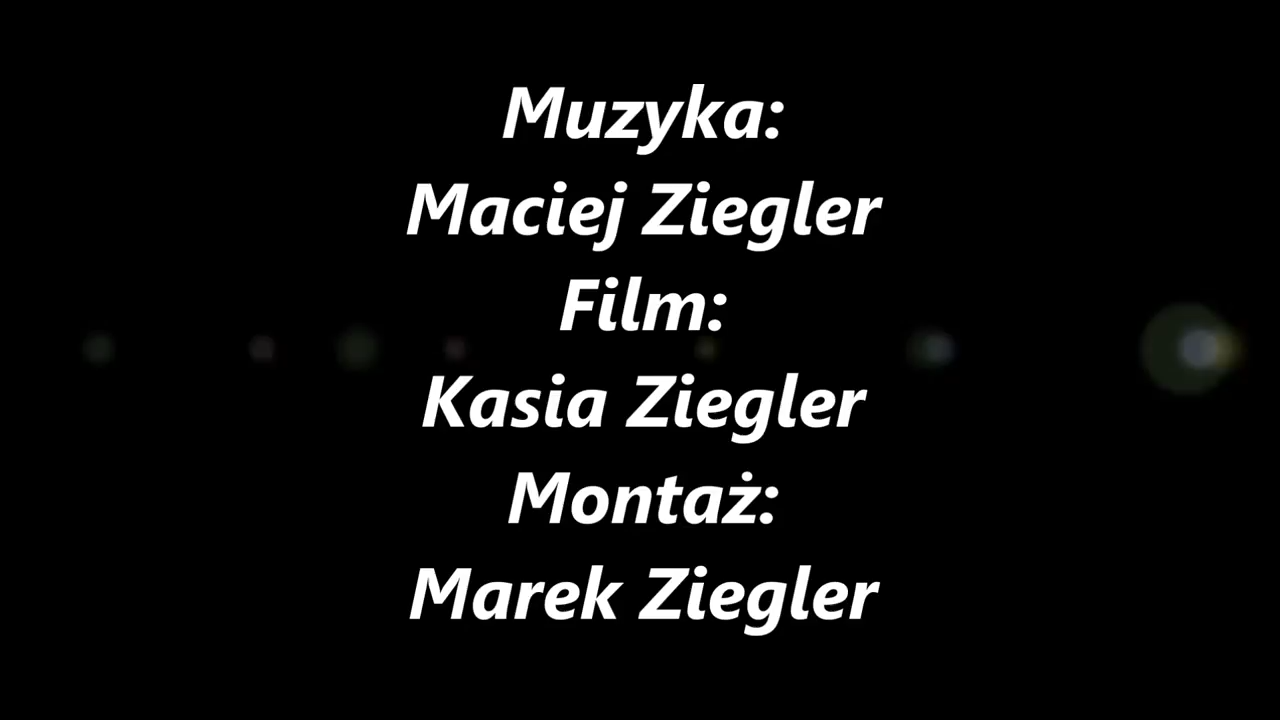 Muzyka:
Maciej Ziegler
Film:
Kasia Ziegler
Montaż:
Marek Ziegler